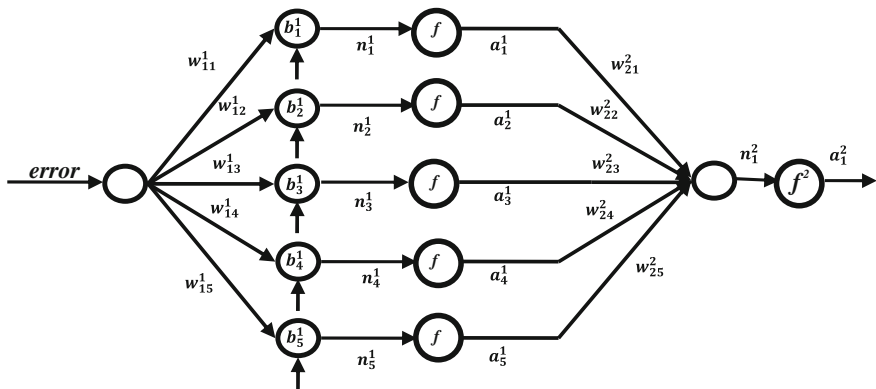 error
w¹₁₁
w¹₁₂
w¹₁₃
w¹₁₄
w¹₁₅
b¹₁
n¹₁
f
a¹₁
b¹₂
n¹₂
f
a¹₂
b¹₃
n¹₃
f
a¹₃
b¹₄
n¹₄
f
a¹₄
b¹₅
n¹₅
f
a¹₅
w²₂₁
w²₂₂
w²₂₃
w²₂₄
w²₂₅
n²₁
f²
a²₁